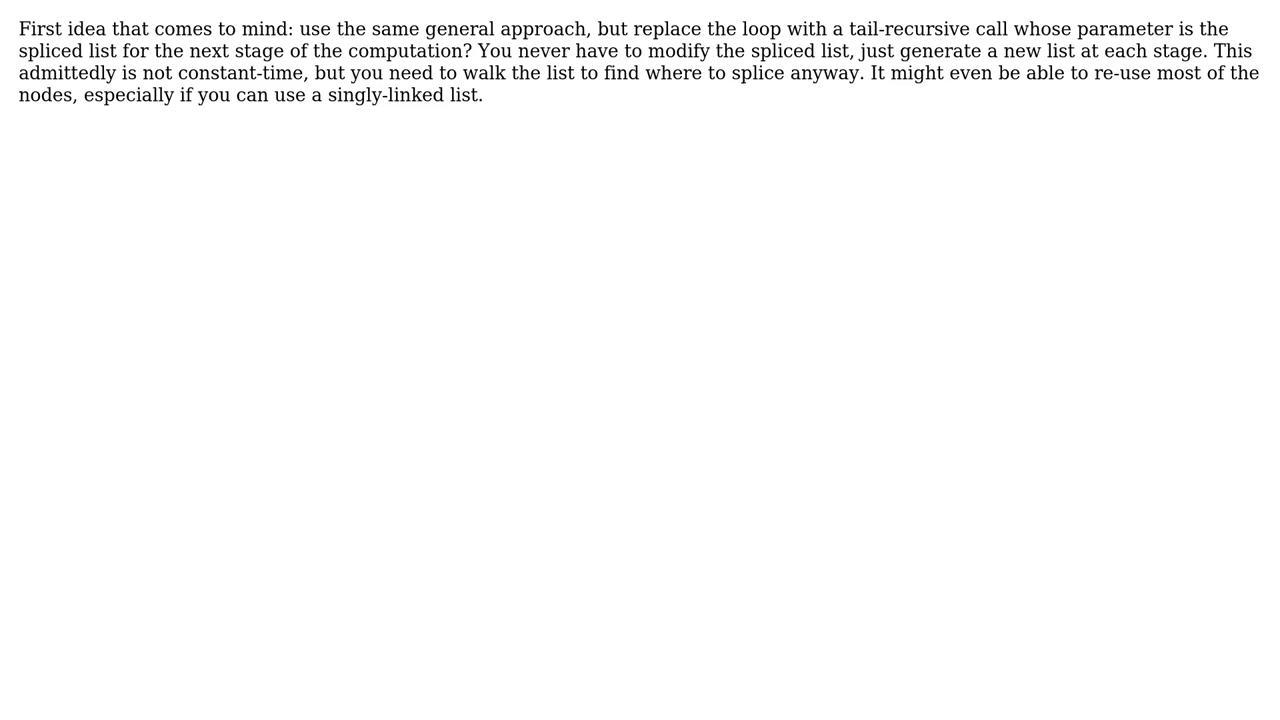 First idea that comes to mind: use the same general approach, but replace the loop with a tail-recursive call whose parameter is the
spliced list for the next stage of the computation? You never have to modify the spliced list, just generate a new list at each stage. This
admittedly is not constant-time, but you need to walk the list to find where to splice anyway. It might even be able to re-use most of the
nodes, especially if you can use a singly-linked list.